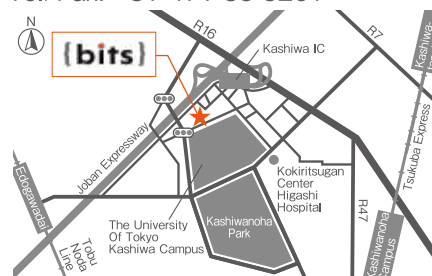 N
R16
R7
Kashiwa IC
{bits}
Joban Expressway
Tsukuba Express
Kokiritsugan
Center
Higashi
Hospital
The University
Of Tokyo
Kashiwa Campus
Kashiwanoha
Park
R47
Edogawadai
Tobu
Noda
Line
Kashiwanoha
Campus